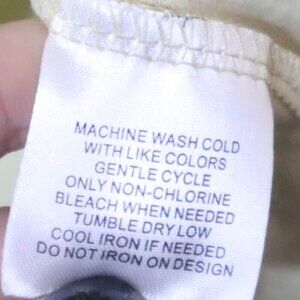 MACHINE WASH COLD
WITH LIKE COLORS
GENTLE CYCLE
ONLY NON-CHLORINE
BLEACH WHEN NEEDED
TUMBLE DRY LOW
COOL IRON IF NEEDED
DO NOT IRON ON DESIGN